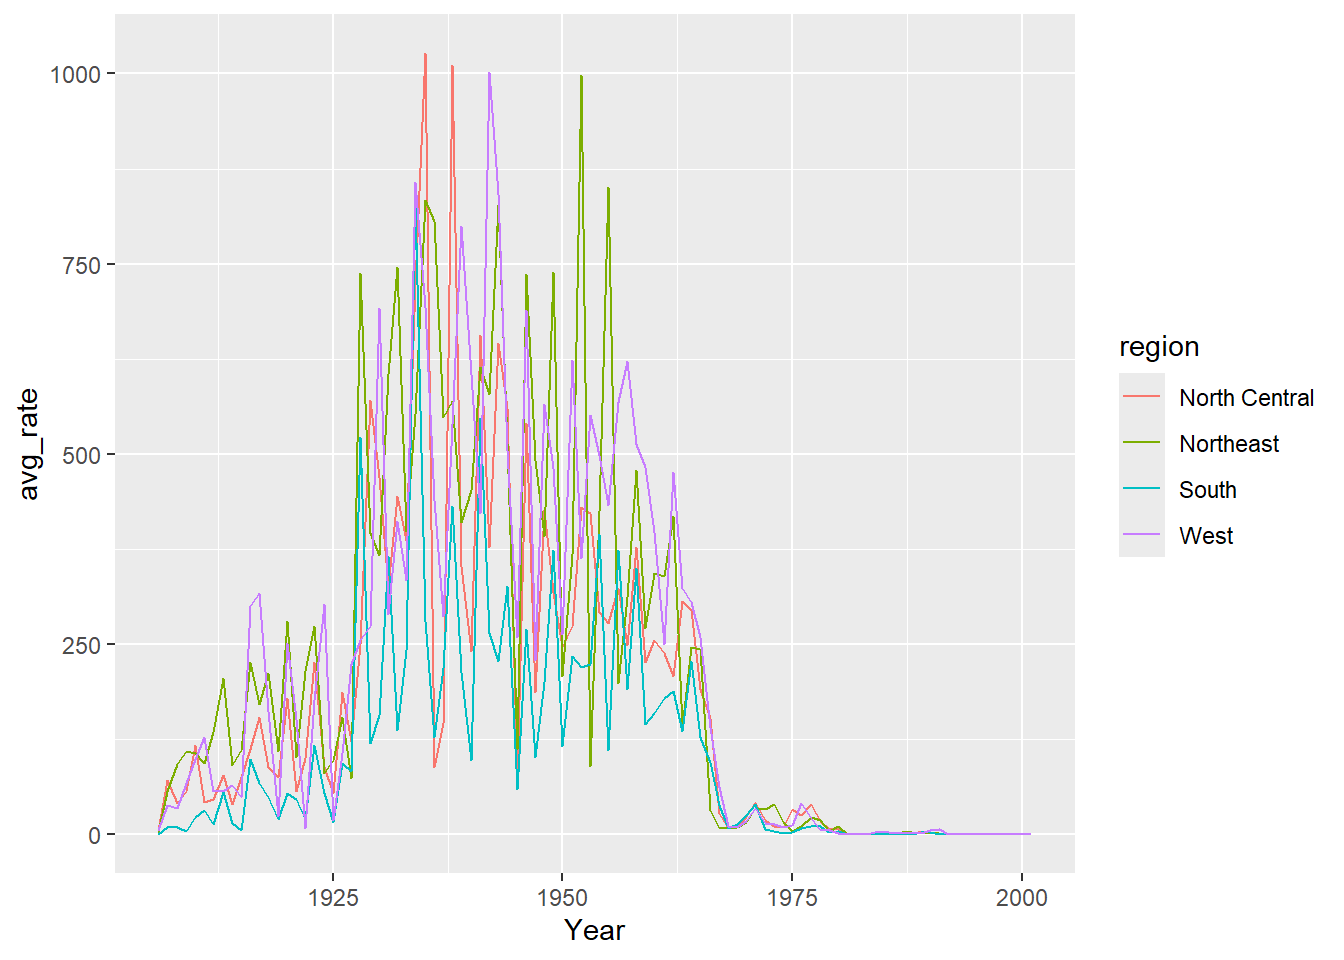 1000
750
500
250
0
avg_rate
1925
1950
1975
2000
Year
region
North Central
Northeast
South
West